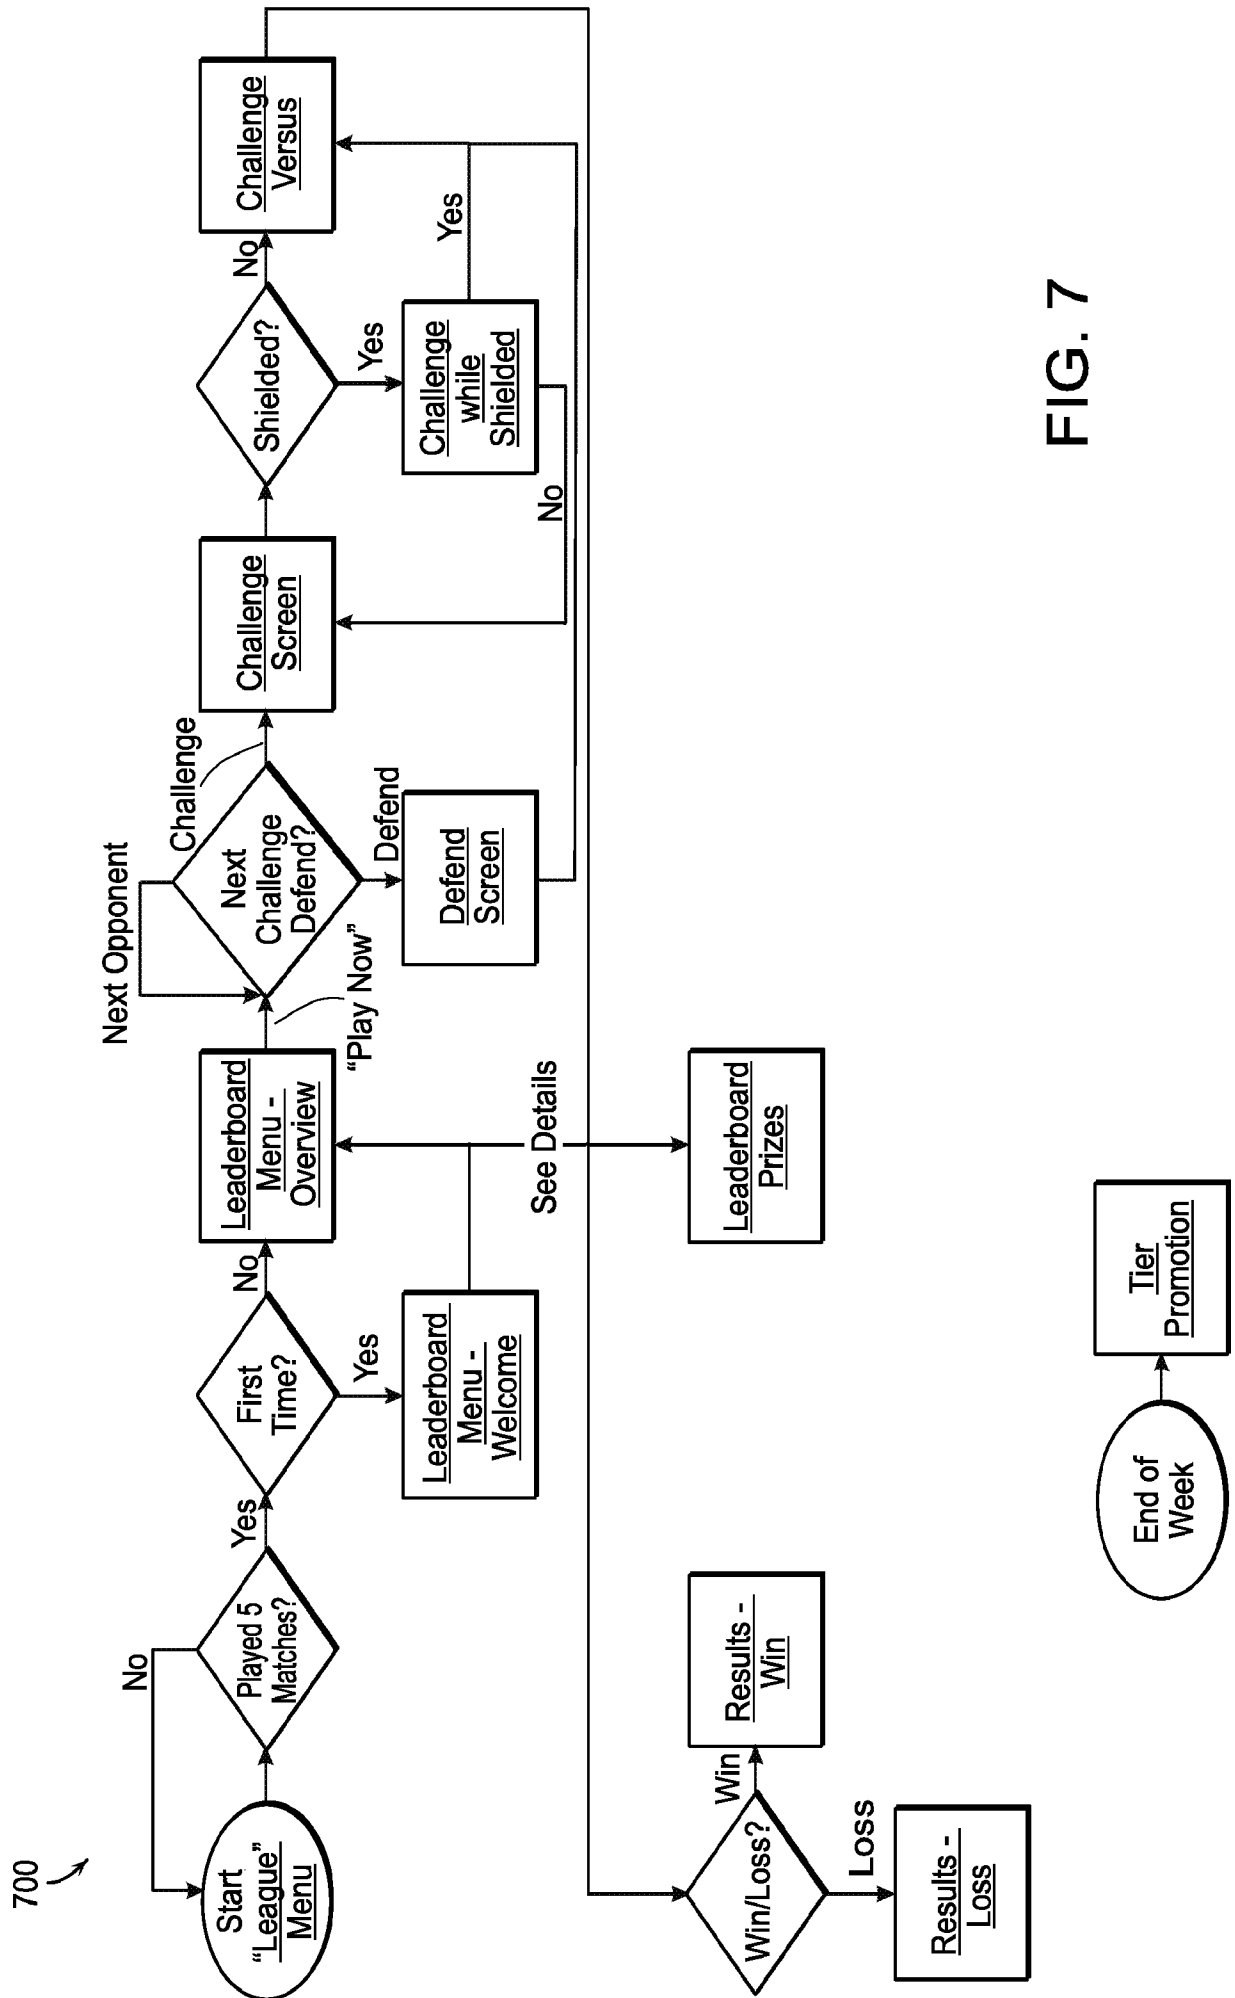 700
Start
“League”
Menu
No
Played 5
Matches?
Yes
First
Time?
No
Yes
Leaderboard
Menu -
Welcome
Leaderboard
Menu -
Overview
“Play Now”
See Details
Leaderboard
Prizes
Next Opponent
Next
Challenge
Defend?
Challenge
Defend
Defend
Screen
Challenge
Screen
Shielded?
No
Yes
Challenge
while
Shielded
Yes
No
Challenge
Versus
Win/Loss?
Win
Results -
Win
Loss
Results -
Loss
End of
Week
Tier
Promotion
FIG. 7